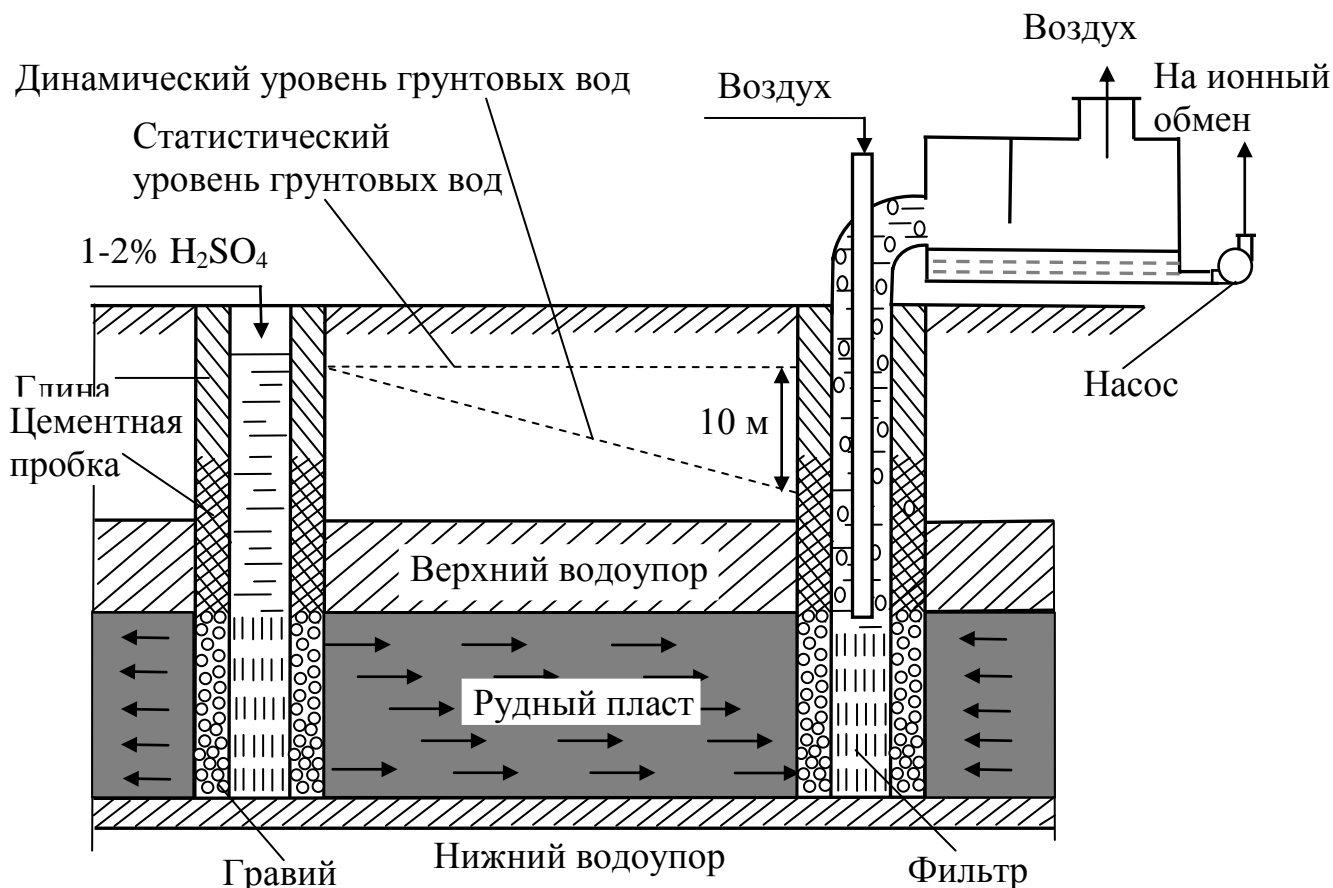 Воздух
Динамический уровень грунтовых вод
Воздух
На ионный
обмен
Статистический
уровень грунтовых вод
1-2% H₂SO₄
Насос
Глина
Цементная
пробка
10 м
Верхний водоупор
Рудный пласт
Нижний водоупор
Гравий
Фильтр